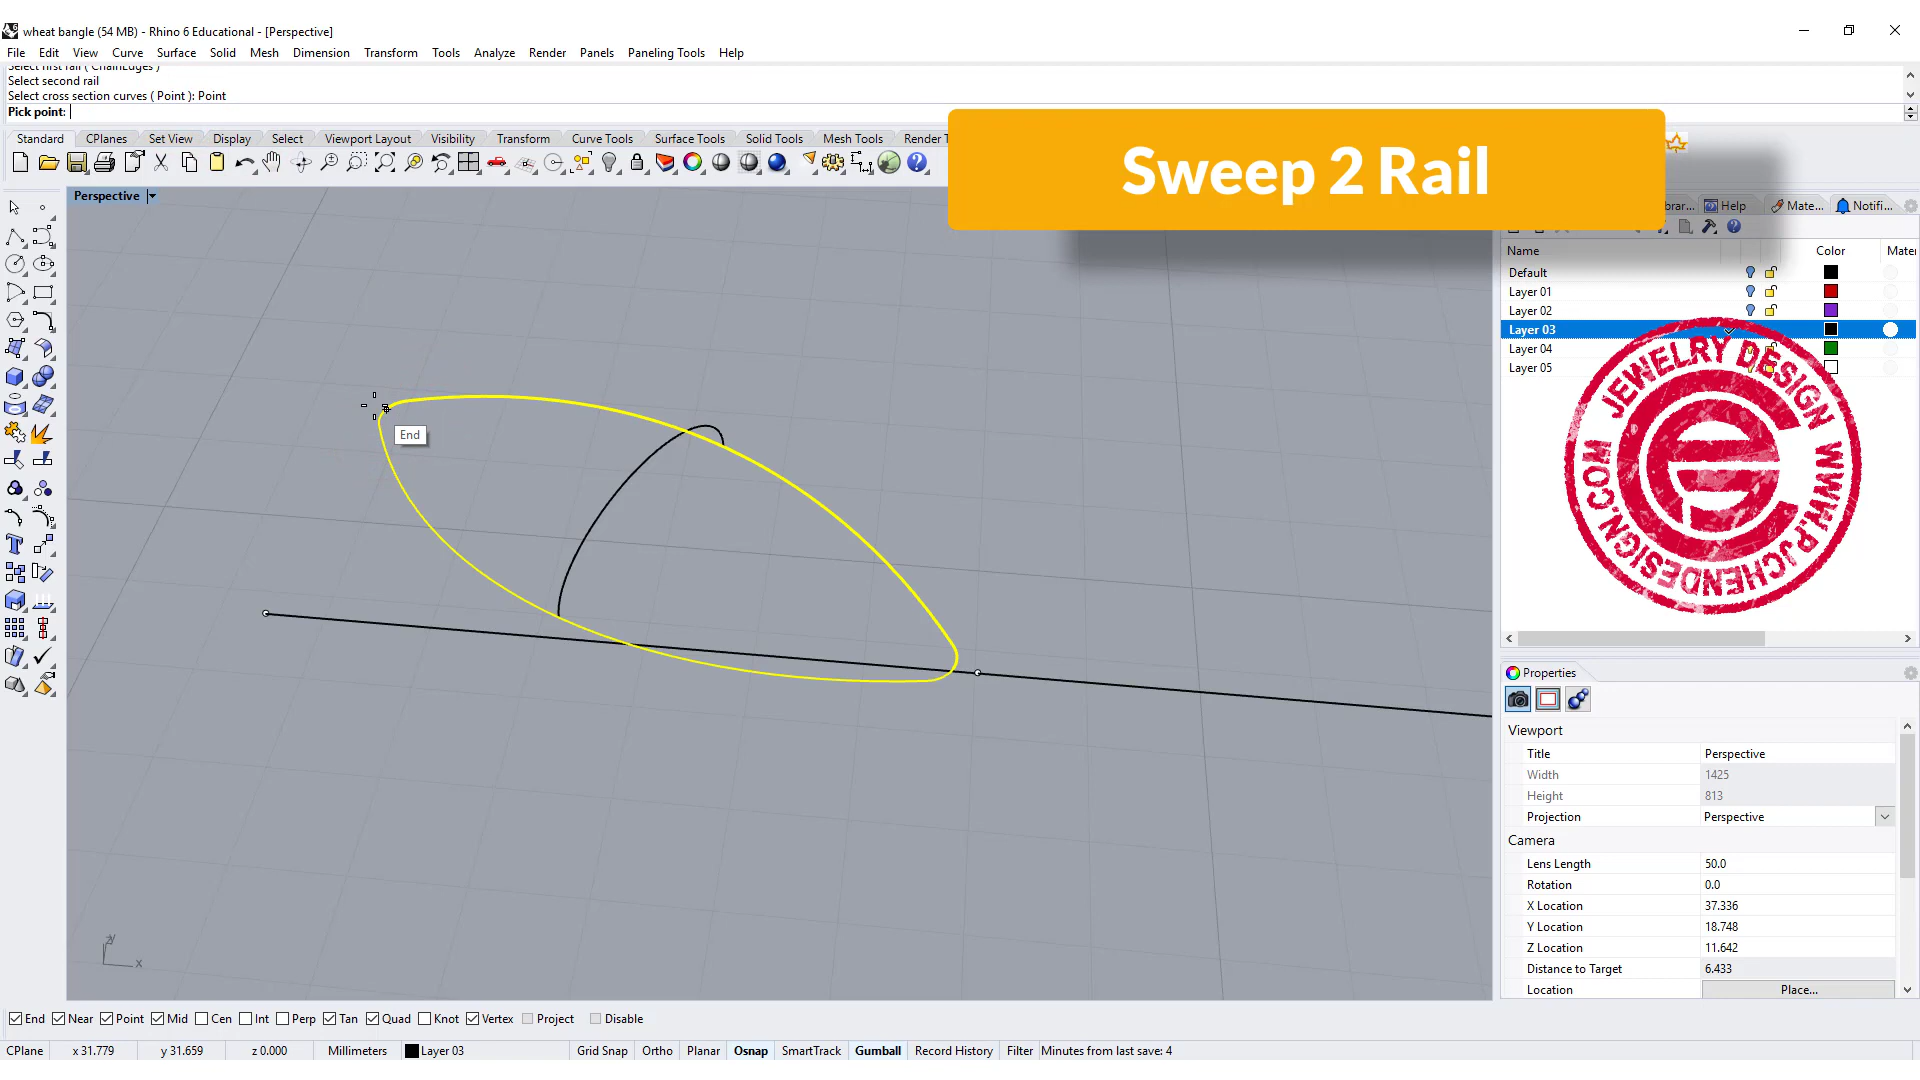 wheat bangle (54 MB) - Rhino 6 Educational - [Perspective]
File Edit View Curve Surface Solid Mesh Dimension Transform Tools Analyze Render Panels Paneling Tools Help
Select first rail ( ChainEdges )
Select second rail
Select cross section curves ( Point ): Point
Pick point:
Standard CPlanes Set View Display Select Viewport Layout Visibility Transform Curve Tools Surface Tools Solid Tools Mesh Tools Render T
Sweep 2 Rail
Perspective
brar... Help Mate... Notifi...
Name Color Mater
Default
Layer 01
Layer 02
Layer 03
Layer 04
Layer 05
JEWELRY DESIGN WWW.PJCHENDESIGN.COM
End
Properties
Viewport
Title Perspective
Width 1425
Height 813
Projection Perspective
Camera
Lens Length 50.0
Rotation 0.0
X Location 37.336
Y Location 18.748
Z Location 11.642
Distance to Target 6.433
Location Place...
y
x
End Near Point Mid Cen Int Perp Tan Quad Knot Vertex Project Disable
CPlane x 31.779 y 31.659 z 0.000 Millimeters Layer 03 Grid Snap Ortho Planar Osnap SmartTrack Gumball Record History Filter Minutes from last save: 4